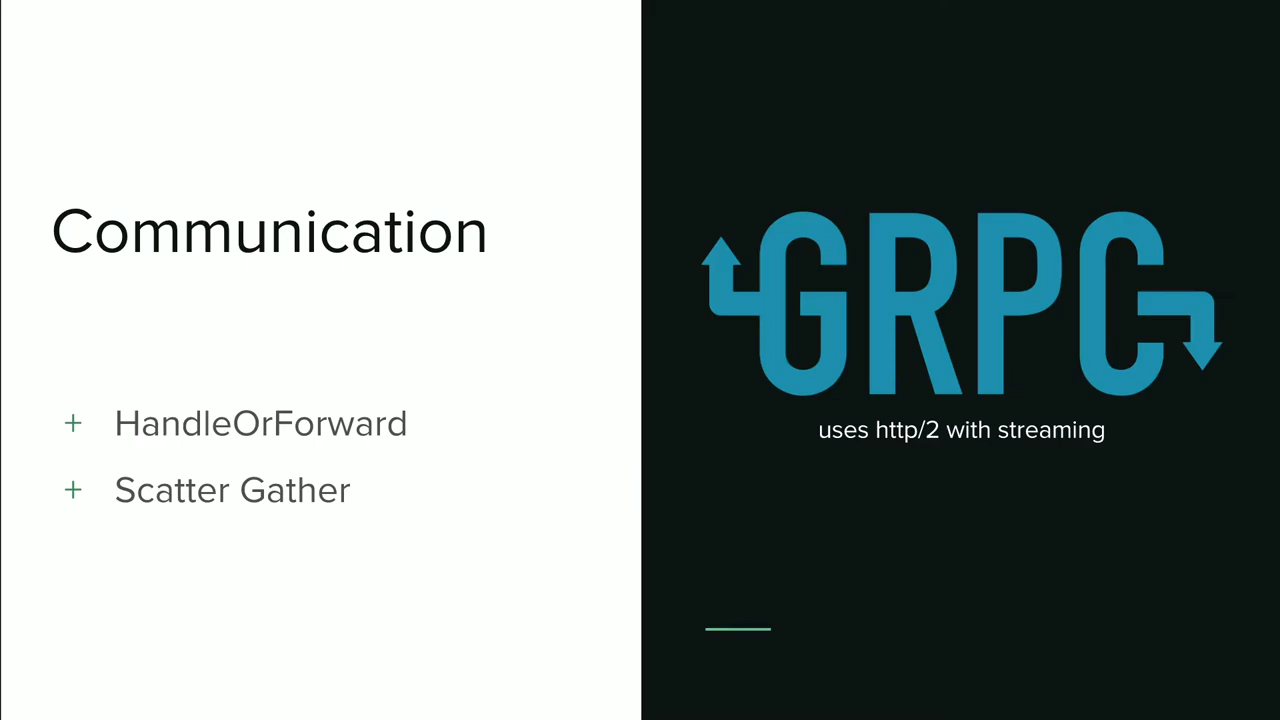 Communication
+ HandleOrForward
+ Scatter Gather
GRPC
uses http/2 with streaming